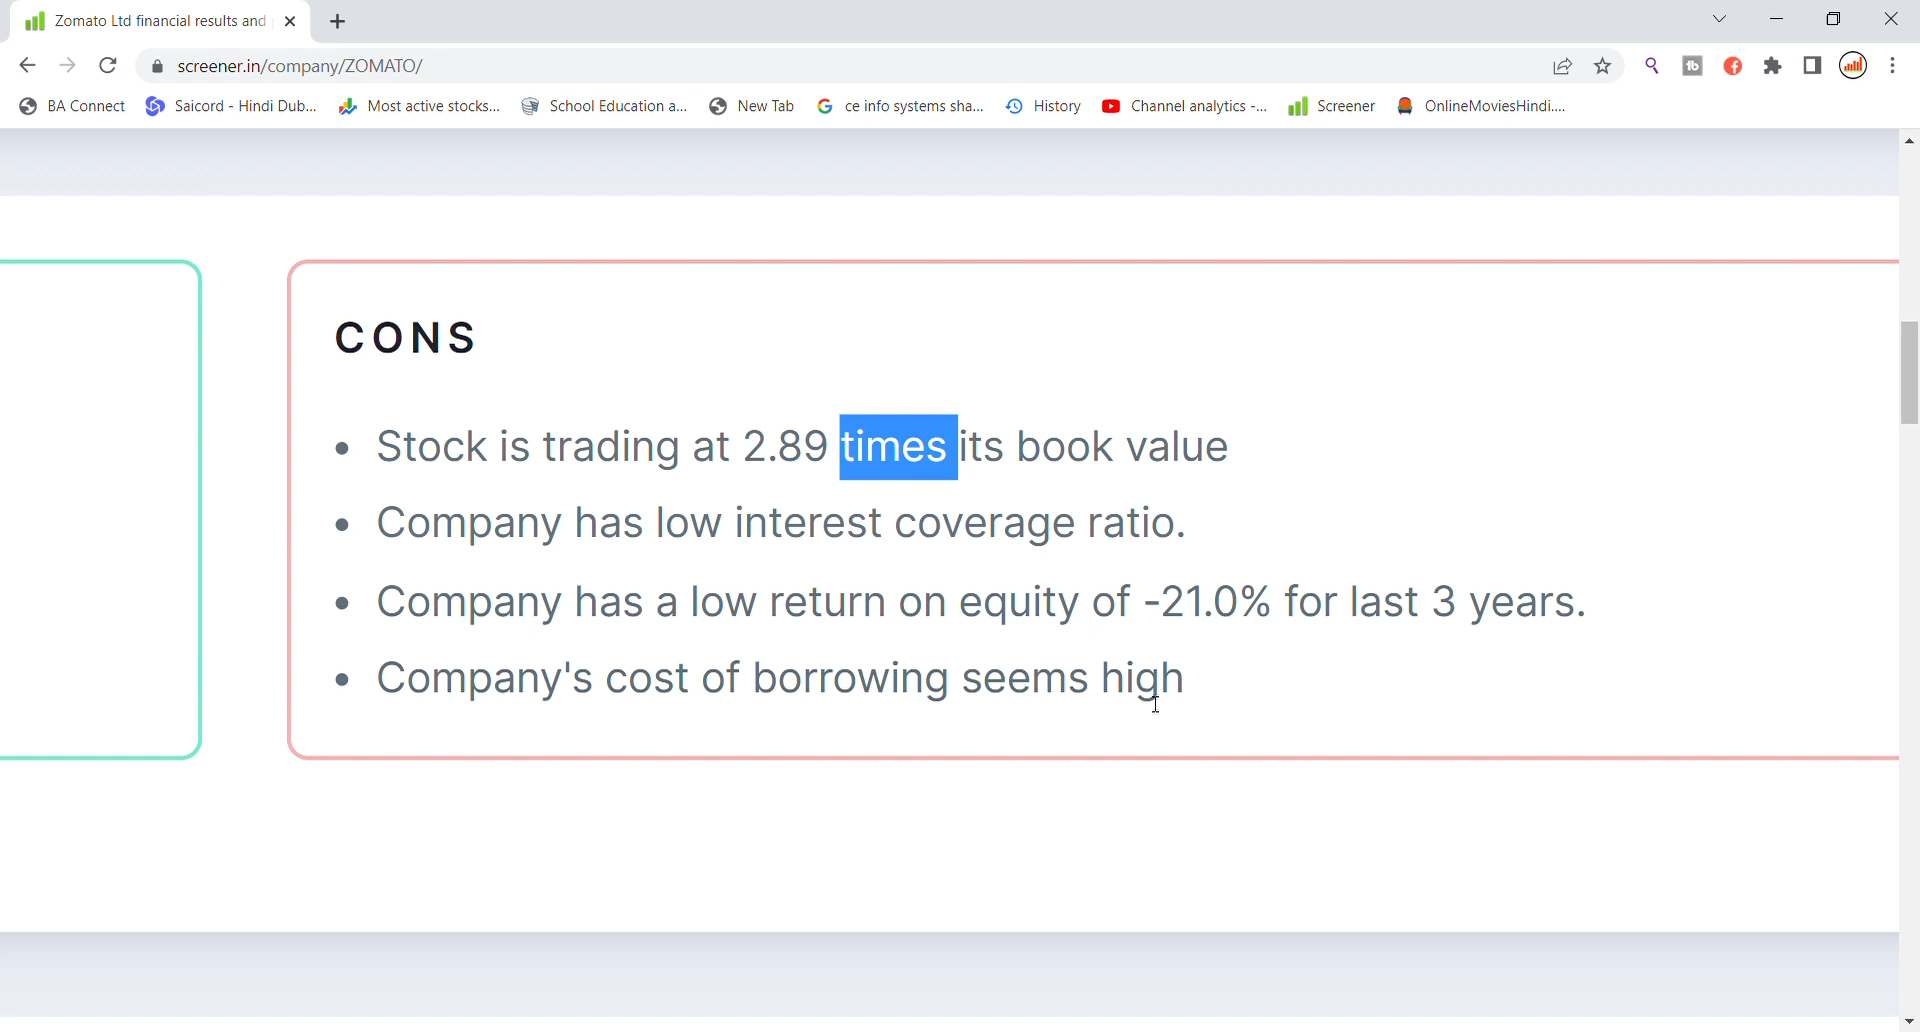 Zomato Ltd financial results and
screener.in/company/ZOMATO/
BA Connect
Saicord - Hindi Dub...
Most active stocks...
School Education a...
New Tab
ce info systems sha...
History
Channel analytics -...
Screener
OnlineMoviesHindi....
CONS
Stock is trading at 2.89 times its book value
Company has low interest coverage ratio.
Company has a low return on equity of -21.0% for last 3 years.
Company's cost of borrowing seems high